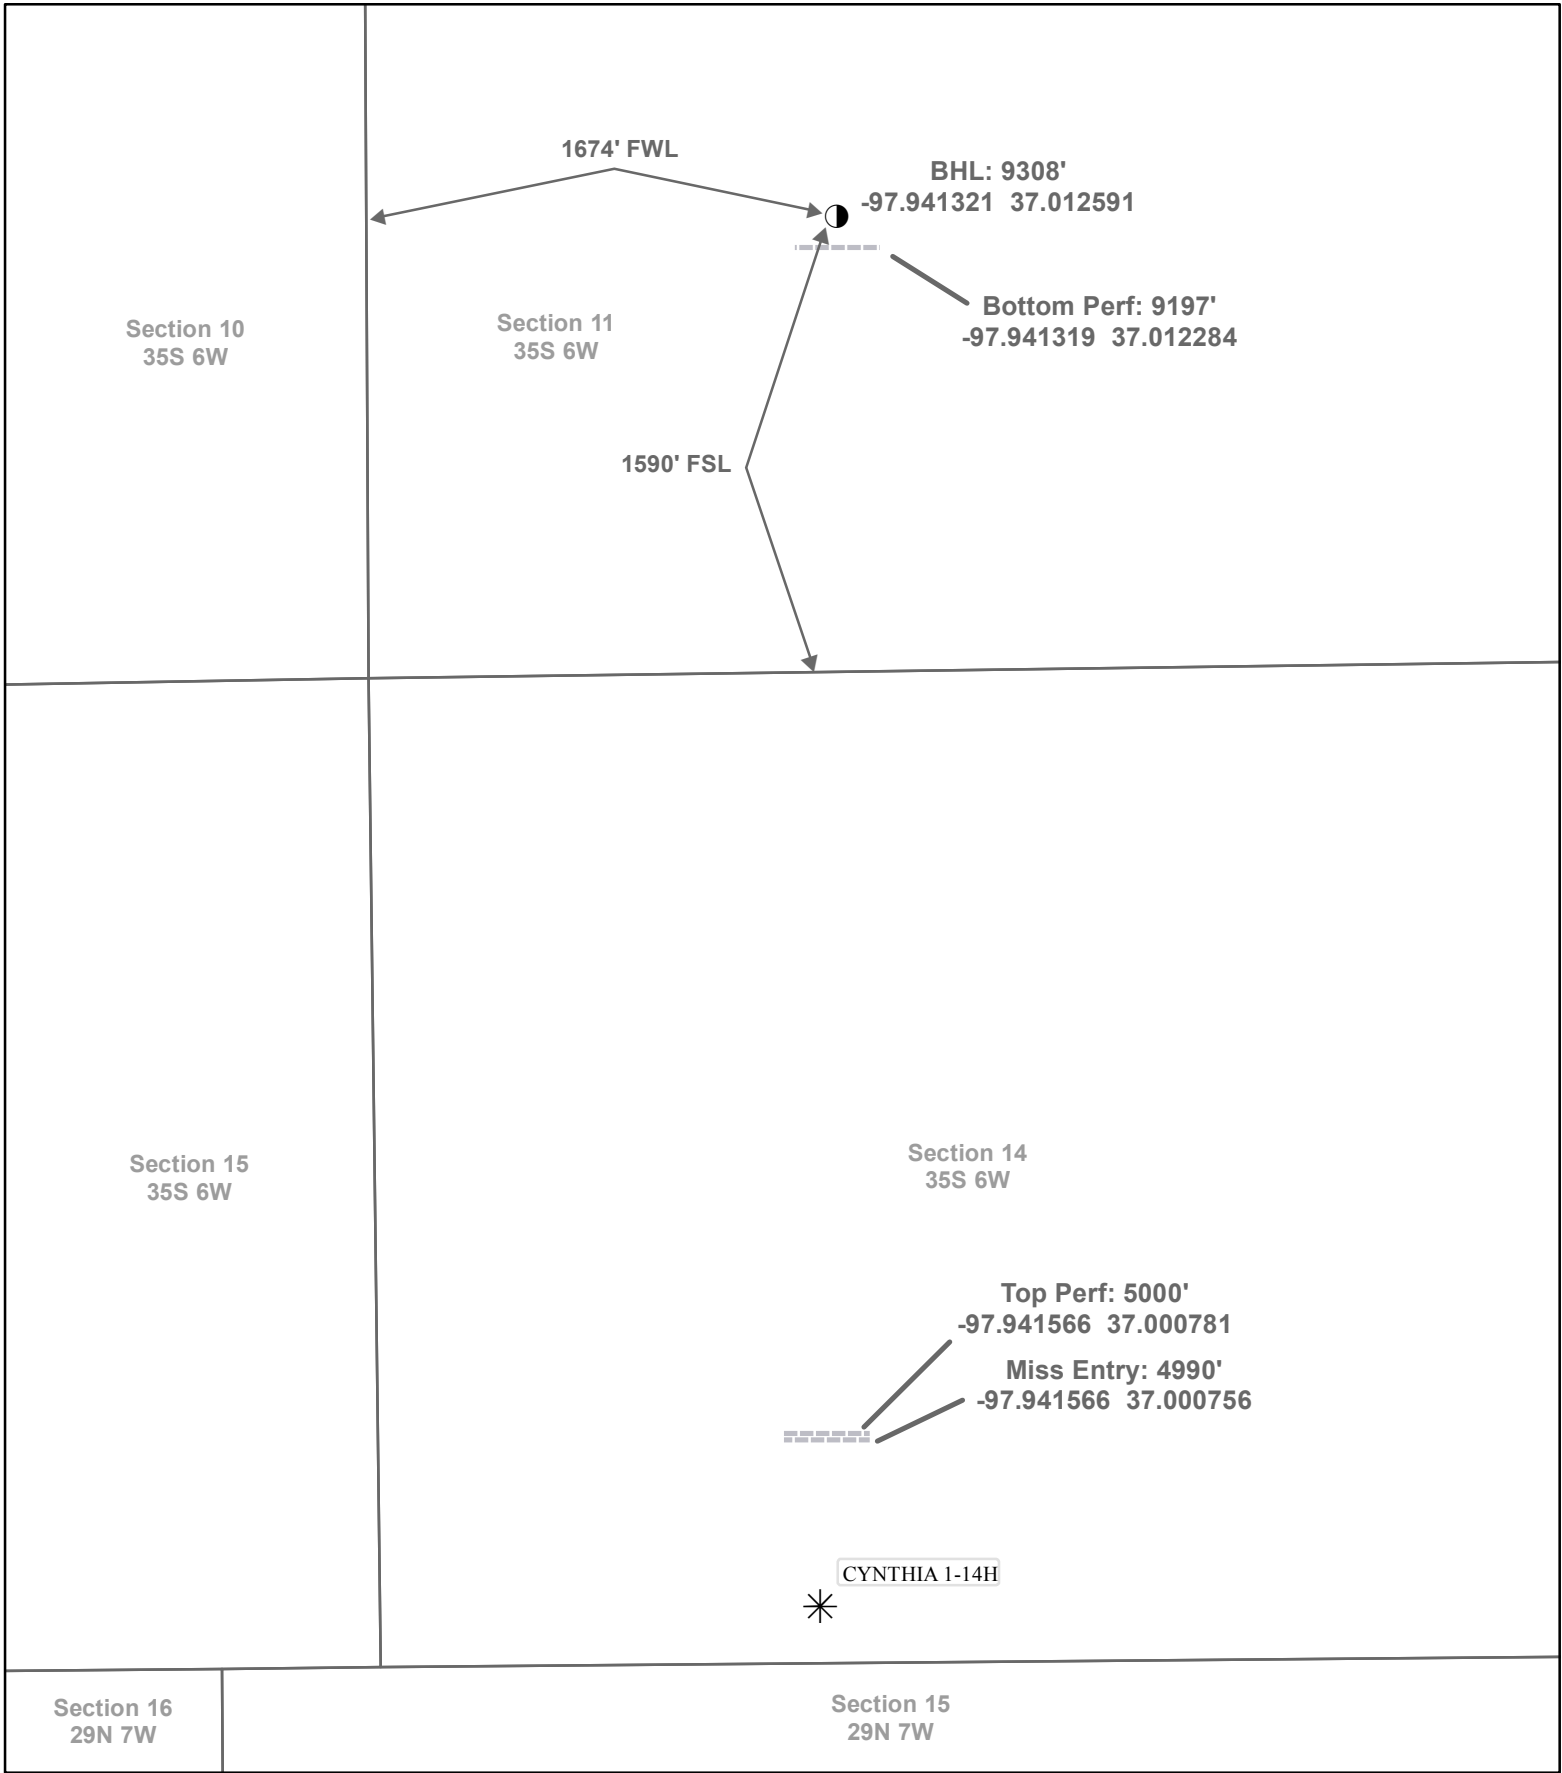 1674' FWL
BHL: 9308'
-97.941321 37.012591
Bottom Perf: 9197'
-97.941319 37.012284
Section 10
35S 6W
Section 11
35S 6W
1590' FSL
Section 15
35S 6W
Section 14
35S 6W
Top Perf: 5000'
-97.941566 37.000781
Miss Entry: 4990'
-97.941566 37.000756
CYNTHIA 1-14H
Section 16
29N 7W
Section 15
29N 7W